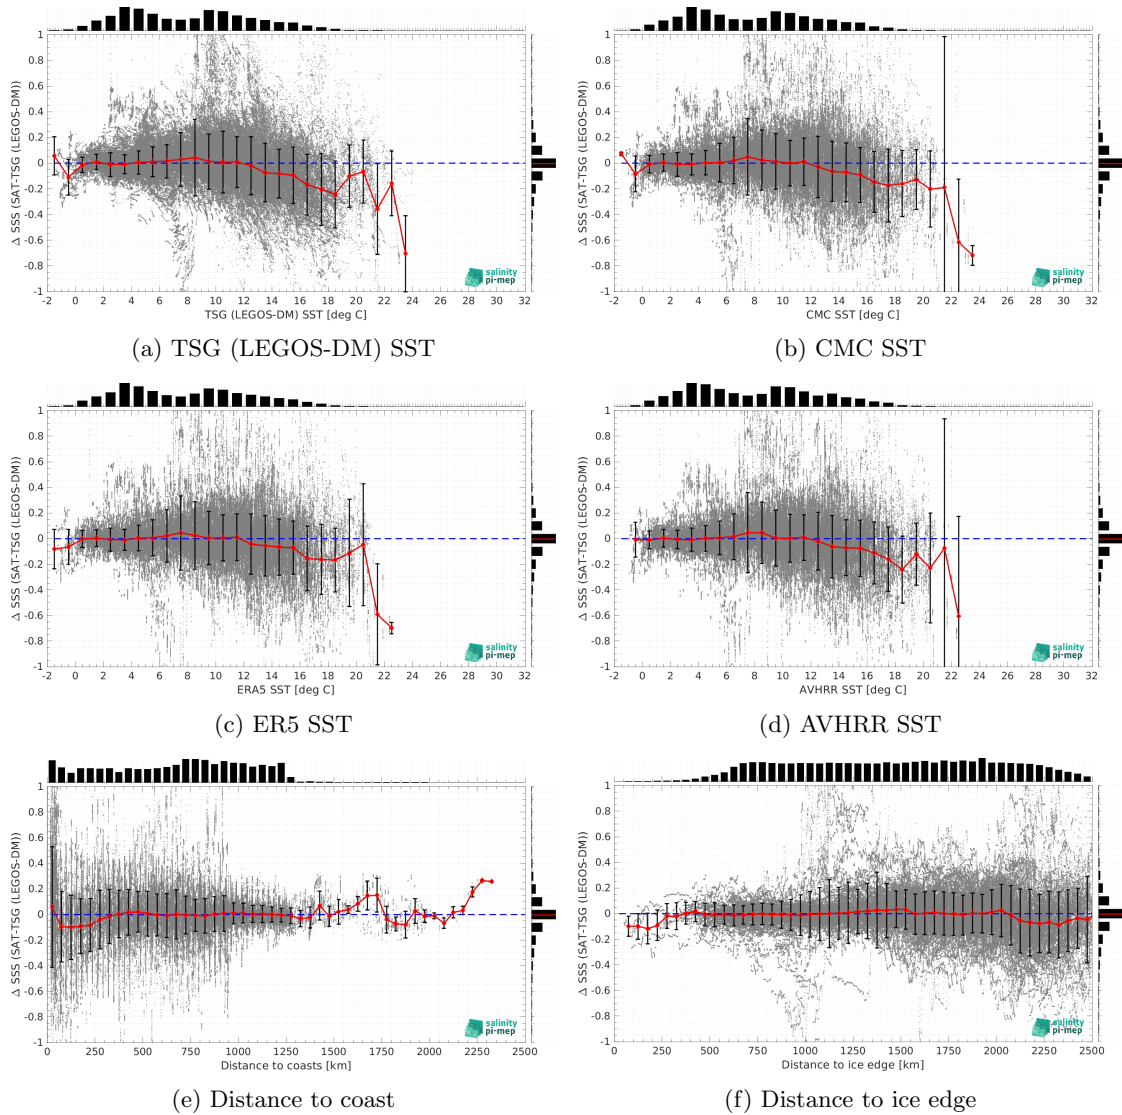 1
0.8
0.6
0.4
0.2
0
-0.2
-0.4
-0.6
-0.8
-1
Δ SSS (SAT-TSG (LEGOS-DM))
salinity
pi-mep
-2 0 2 4 6 8 10 12 14 16 18 20 22 24 26 28 30 32
TSG (LEGOS-DM) SST [deg C]
(a) TSG (LEGOS-DM) SST
1
0.8
0.6
0.4
0.2
0
-0.2
-0.4
-0.6
-0.8
-1
Δ SSS (SAT-TSG (LEGOS-DM))
salinity
pi-mep
-2 0 2 4 6 8 10 12 14 16 18 20 22 24 26 28 30 32
CMC SST [deg C]
(b) CMC SST
1
0.8
0.6
0.4
0.2
0
-0.2
-0.4
-0.6
-0.8
-1
Δ SSS (SAT-TSG (LEGOS-DM))
salinity
pi-mep
-2 0 2 4 6 8 10 12 14 16 18 20 22 24 26 28 30 32
ERA5 SST [deg C]
(c) ER5 SST
1
0.8
0.6
0.4
0.2
0
-0.2
-0.4
-0.6
-0.8
-1
Δ SSS (SAT-TSG (LEGOS-DM))
salinity
pi-mep
-2 0 2 4 6 8 10 12 14 16 18 20 22 24 26 28 30 32
AVHRR SST [deg C]
(d) AVHRR SST
1
0.8
0.6
0.4
0.2
0
-0.2
-0.4
-0.6
-0.8
-1
Δ SSS (SAT-TSG (LEGOS-DM))
salinity
pi-mep
0 250 500 750 1000 1250 1500 1750 2000 2250 2500
Distance to coasts [km]
(e) Distance to coast
1
0.8
0.6
0.4
0.2
0
-0.2
-0.4
-0.6
-0.8
-1
Δ SSS (SAT-TSG (LEGOS-DM))
salinity
pi-mep
0 250 500 750 1000 1250 1500 1750 2000 2250 2500
Distance to ice edge [km]
(f) Distance to ice edge